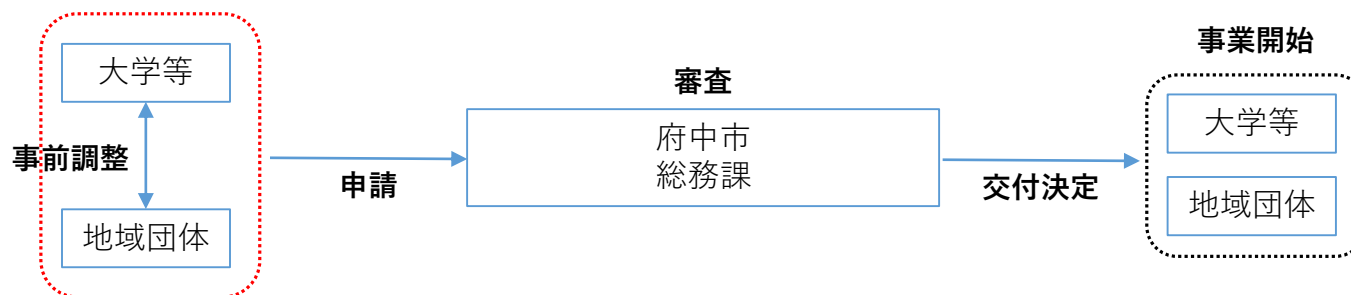 大学等
事前調整
地域団体
申請
審査
府中市
総務課
交付決定
事業開始
大学等
地域団体